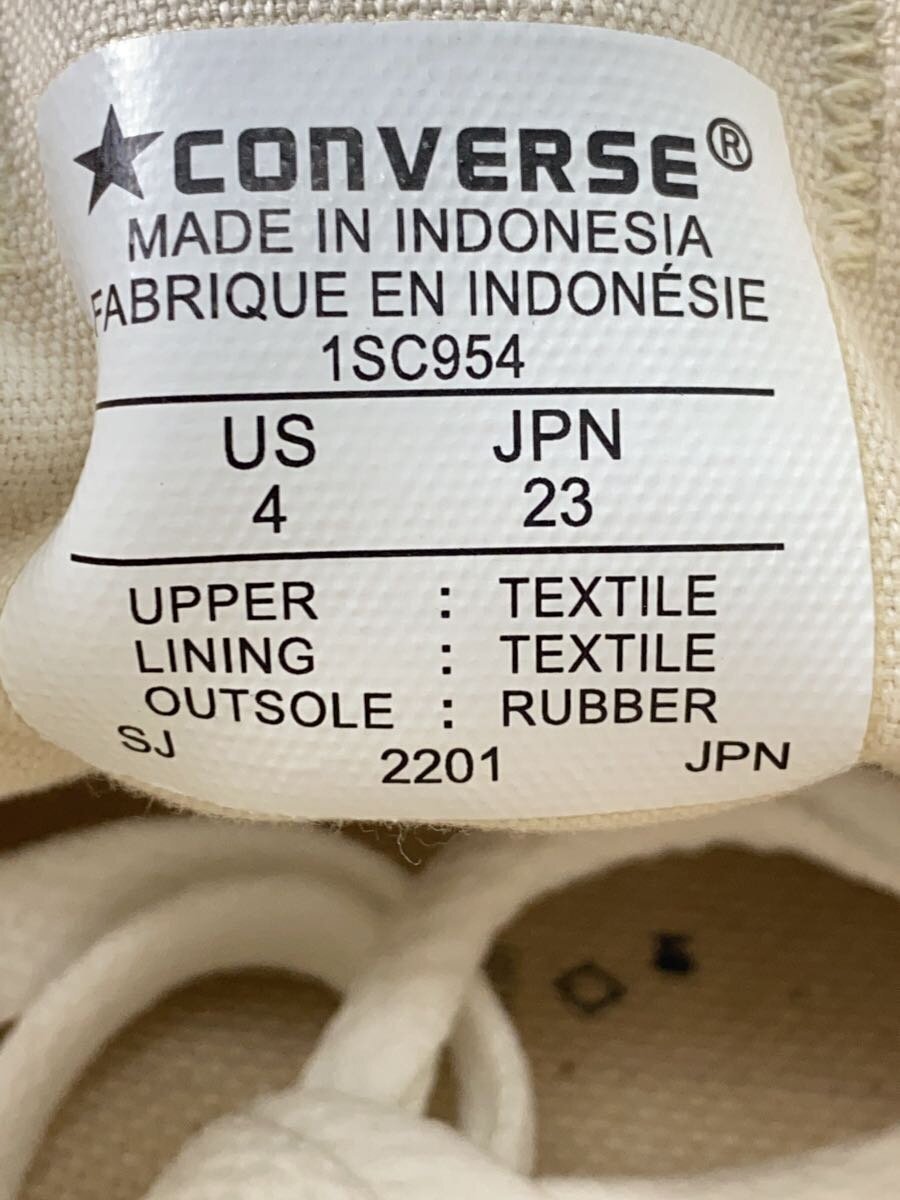 CONVERSE®
MADE IN INDONESIA
FABRIQUE EN INDONÉSIE
1SC954
US JPN
4 23
UPPER : TEXTILE
LINING : TEXTILE
OUTSOLE : RUBBER
SJ 2201 JPN